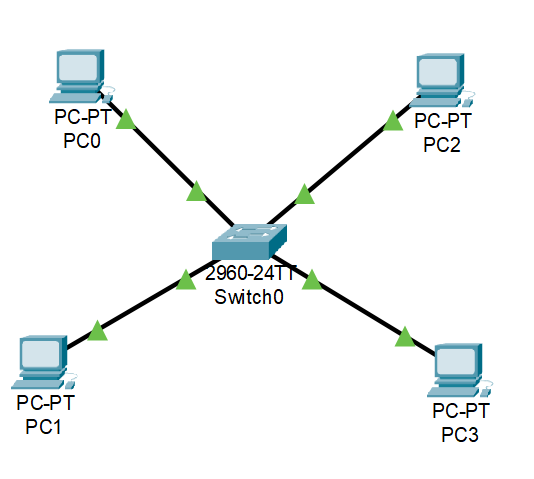 PC-PT
PC0
PC-PT
PC2
2960-24TT
Switch0
PC-PT
PC1
PC-PT
PC3